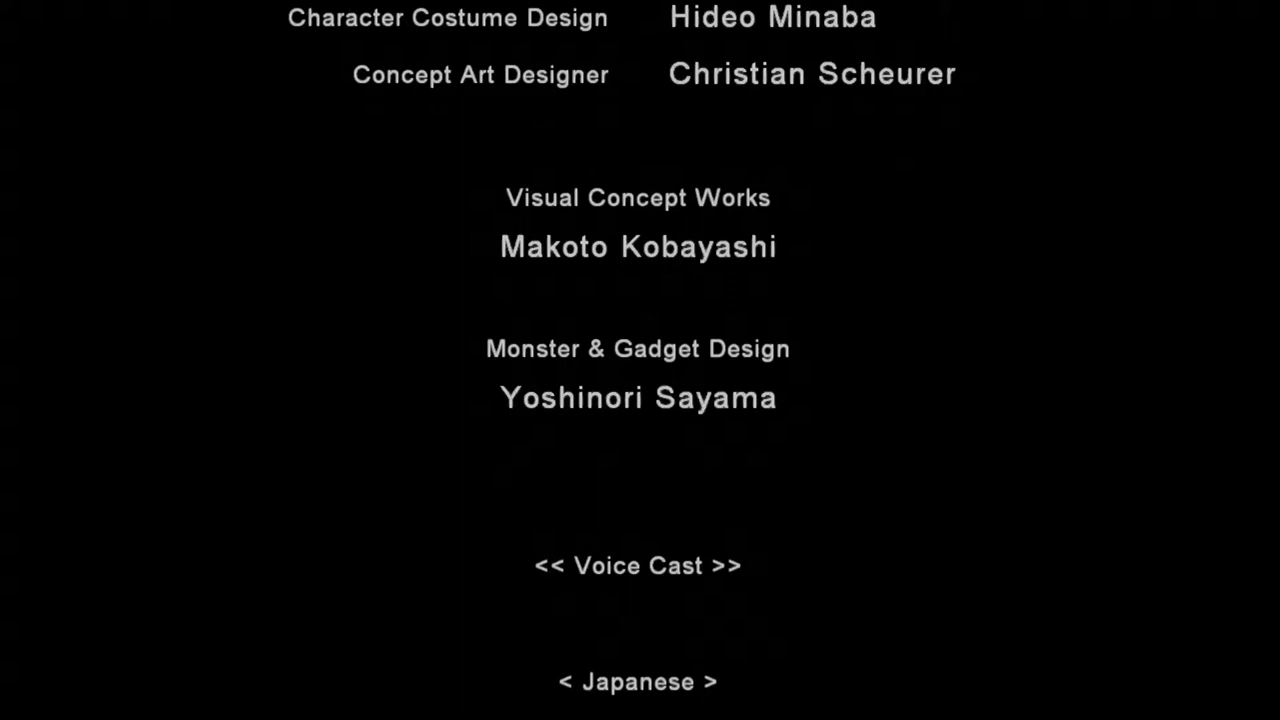 Character Costume Design Hideo Minaba
Concept Art Designer Christian Scheurer
Visual Concept Works
Makoto Kobayashi
Monster & Gadget Design
Yoshinori Sayama
<< Voice Cast >>
< Japanese >